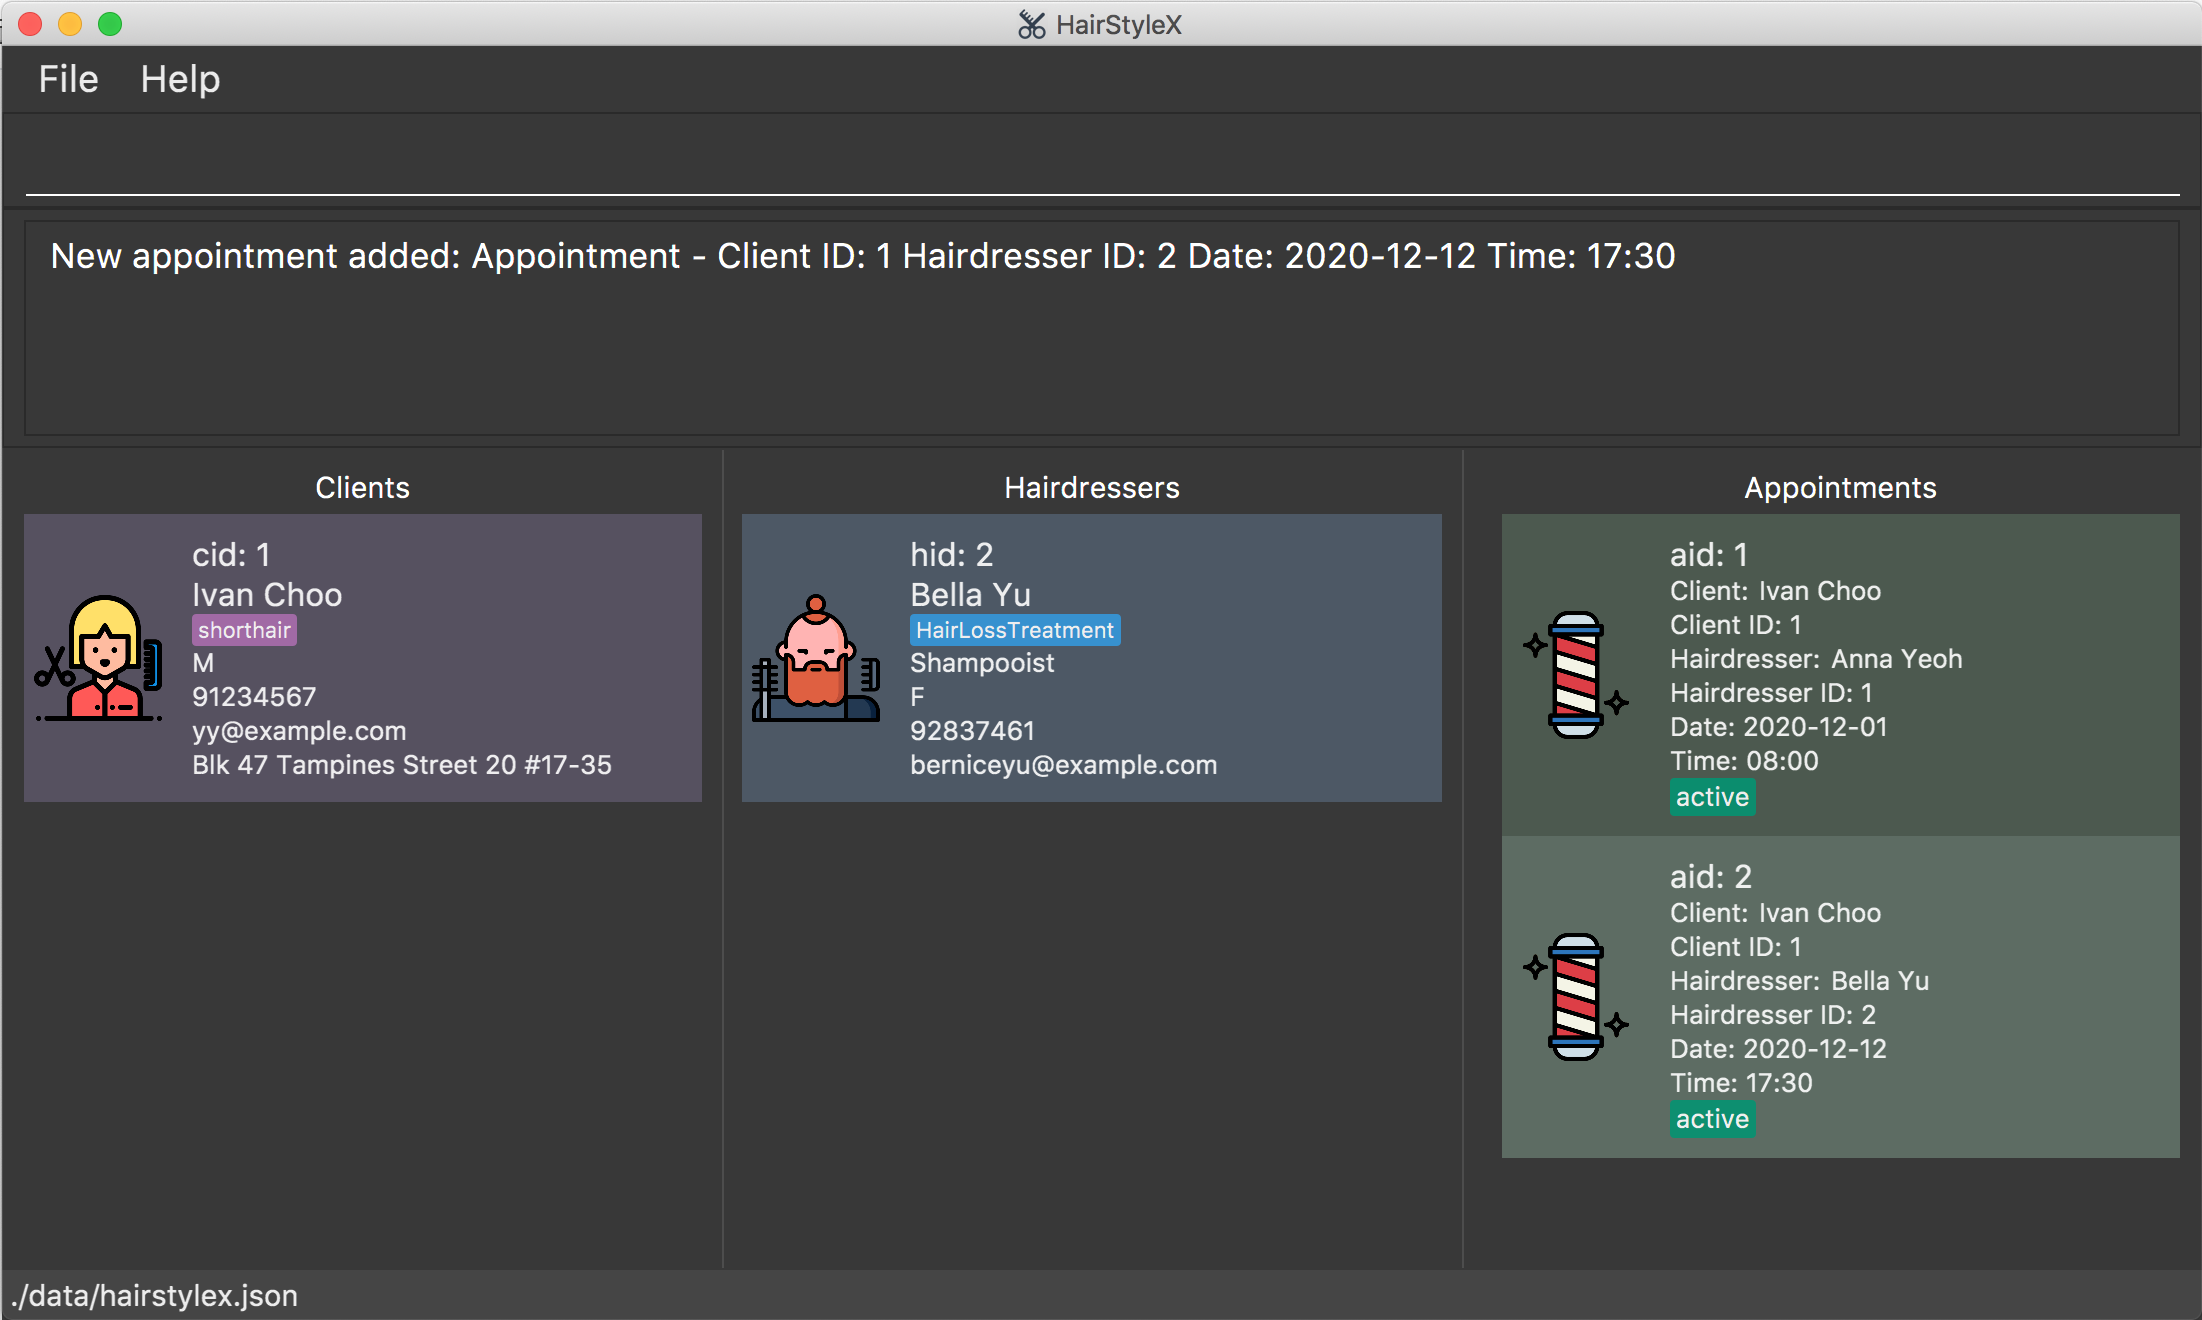 HairStyleX
File Help
New appointment added: Appointment - Client ID: 1 Hairdresser ID: 2 Date: 2020-12-12 Time: 17:30
Clients
cid: 1
Ivan Choo
shorthair
M
91234567
yy@example.com
Blk 47 Tampines Street 20 #17-35
Hairdressers
hid: 2
Bella Yu
HairLossTreatment
Shampooist
F
92837461
berniceyu@example.com
Appointments
aid: 1
Client: Ivan Choo
Client ID: 1
Hairdresser: Anna Yeoh
Hairdresser ID: 1
Date: 2020-12-01
Time: 08:00
active
aid: 2
Client: Ivan Choo
Client ID: 1
Hairdresser: Bella Yu
Hairdresser ID: 2
Date: 2020-12-12
Time: 17:30
active
./data/hairstylex.json